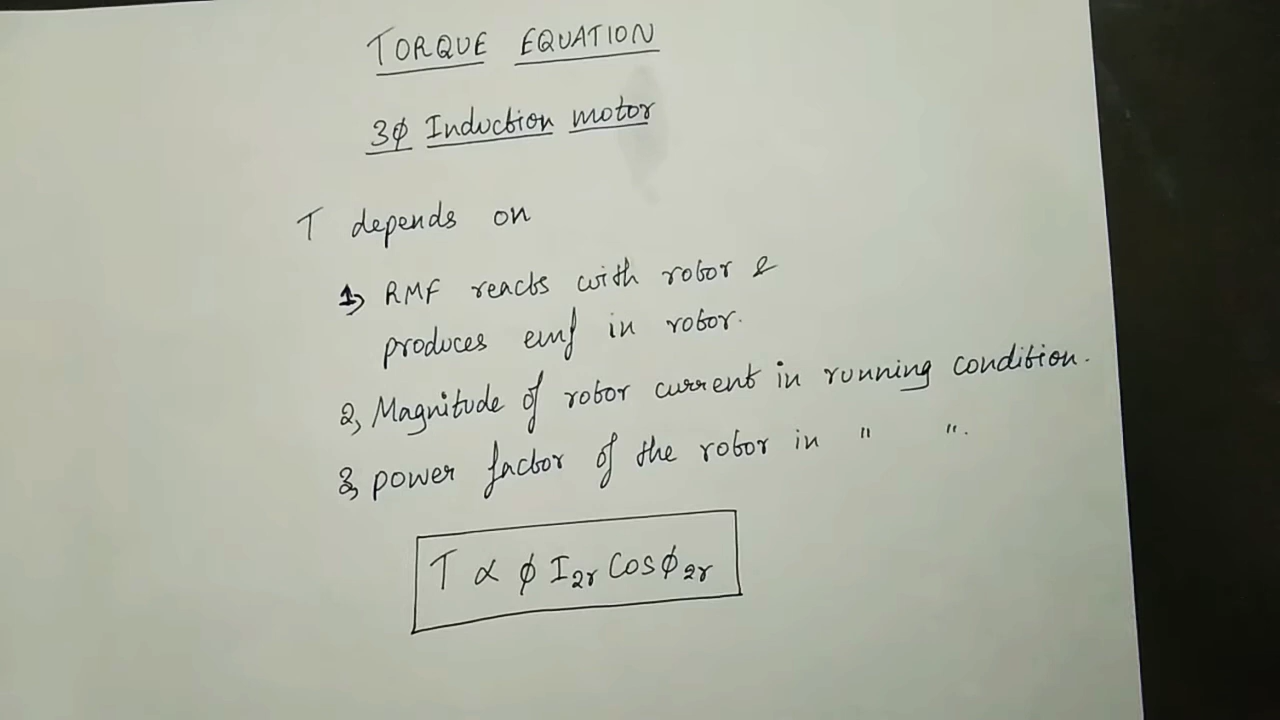 TORQUE EQUATION
3φ Induction motor
T depends on
1) RMF reacts with rotor &
produces emf in rotor.
2, Magnitude of rotor current in running condition.
3, power factor of the rotor in " ".
T ∝ φ I₂r Cosφ₂r